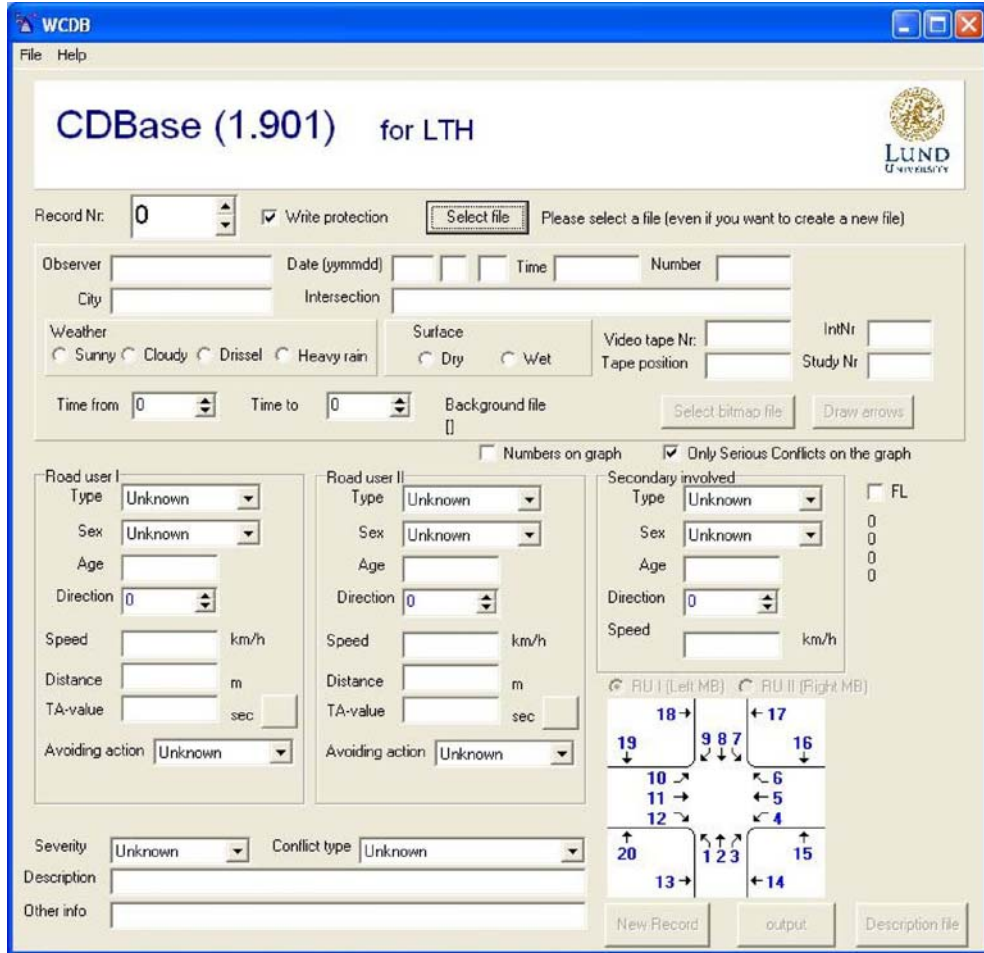 WCDB
File Help
CDBase (1.901) for LTH
LUND
UNIVERSITY
Record Nr. 0 Write protection Select file Please select a file (even if you want to create a new file)
Observer Date (yymmdd) Time Number
City Intersection
Weather Surface Video tape Nr: IntNr
Sunny Cloudy Drissel Heavy rain Dry Wet Tape position Study Nr
Time from 0 Time to 0 Background file Select bitmap file Draw arrows
[]
Numbers on graph Only Serious Conflicts on the graph
Road user I Road user II Secondary involved
Type Unknown Type Unknown Type Unknown FL
Sex Unknown Sex Unknown Sex Unknown 0
0
Age Age Age 0
0
Direction 0 Direction 0 Direction 0
Speed km/h Speed km/h Speed km/h
Distance m Distance m
RU I (Left MB) RU II (Right MB)
TA-value sec TA-value sec
Avoiding action Unknown Avoiding action Unknown
18 17
19 9 8 7 16
10 6
11 5
12 4
20 1 2 3 15
13 14
Severity Unknown Conflict type Unknown
Description
Other info
New Record output Description file